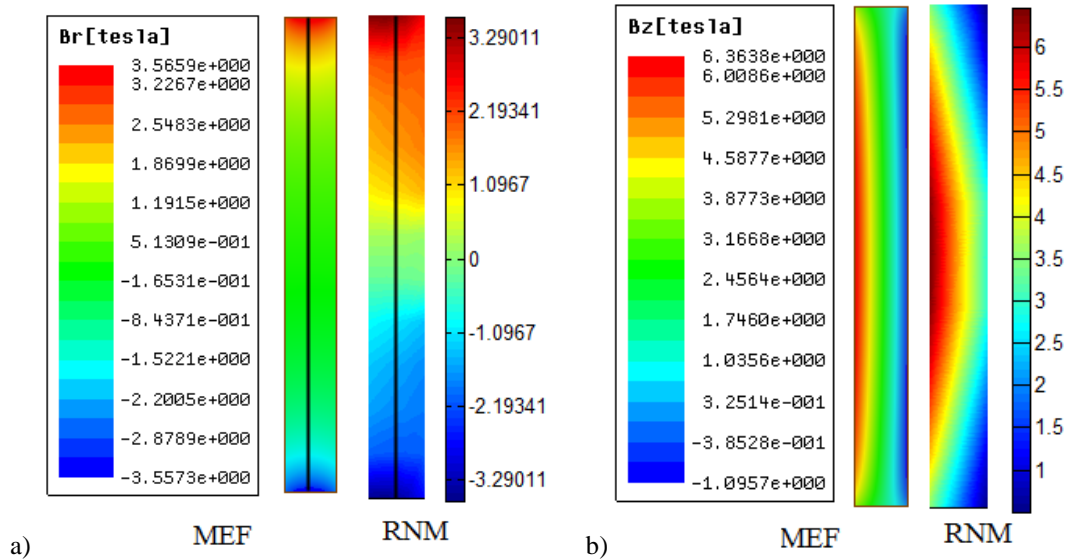 Br[tesla]
3.5659e+000
3.2267e+000
2.5483e+000
1.8699e+000
1.1915e+000
5.1309e-001
-1.6531e-001
-8.4371e-001
-1.5221e+000
-2.2005e+000
-2.8789e+000
-3.5573e+000
3.29011
2.19341
1.0967
0
-1.0967
-2.19341
-3.29011
a)
MEF
RNM
Bz[tesla]
6.3638e+000
6.0086e+000
5.2981e+000
4.5877e+000
3.8773e+000
3.1668e+000
2.4564e+000
1.7460e+000
1.0356e+000
3.2514e-001
-3.8528e-001
-1.0957e+000
6
5.5
5
4.5
4
3.5
3
2.5
2
1.5
1
b)
MEF
RNM